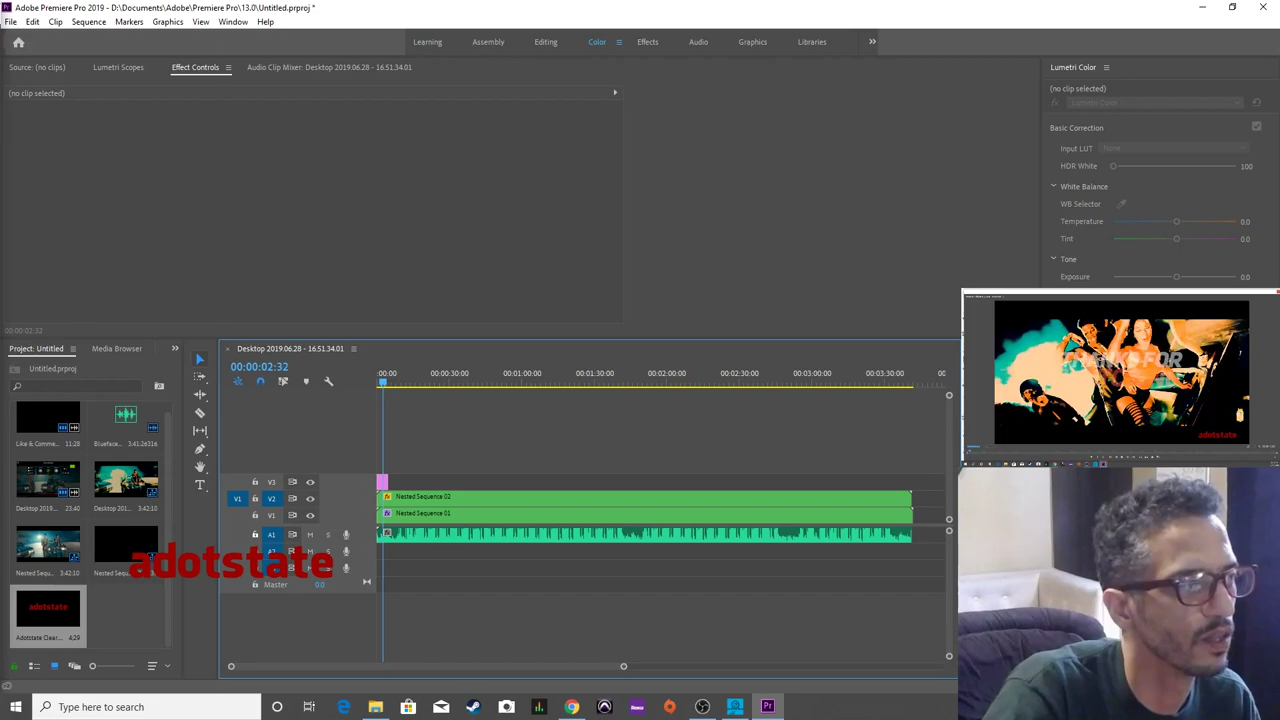 Adobe Premiere Pro 2019 - D:\Documents\Adobe\Premiere Pro\13.0\Untitled.prproj *
File Edit Clip Sequence Markers Graphics View Window Help
Learning Assembly Editing Color Effects Audio Graphics Libraries
Source: (no clips) Lumetri Scopes Effect Controls Audio Clip Mixer: Desktop 2019.06.28 - 16.51.34.01
Lumetri Color
(no clip selected)
(no clip selected)
fx Lumetri Color
Basic Correction
Input LUT None
HDR White 100
White Balance
WB Selector
Temperature 0.0
Tint 0.0
Tone
Exposure 0.0
00:00:02:32
Project: Untitled Media Browser
Untitled.prproj
Like & Comme... 11:28
Blueface... 3:41:26316
Desktop 2019... 23:40
Desktop 201... 3:42:10
Nested Sequ... 3:42:10
Nested Sequ...
adotstate
Adotstate Clear... 4;29
adotstate
Desktop 2019.06.28 - 16.51.34.01
00:00:02:32
:00:00 00:00:30:00 00:01:00:00 00:01:30:00 00:02:00:00 00:02:30:00 00:03:00:00 00:03:30:00 00
V3
V1 V2 fx Nested Sequence 02
V1 fx Nested Sequence 01
A1 M S
M S
S
Master 0.0
THANKS FOR
adotstate
Type here to search
Roku
Pr